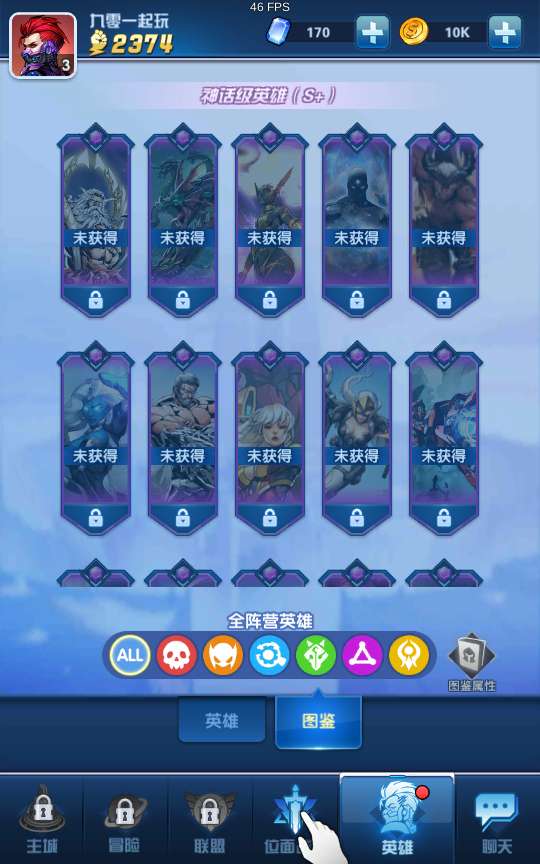 46 FPS
九零一起玩
2374
170
10K
3
神话级英雄（S+）
未获得 未获得 未获得 未获得 未获得
未获得 未获得 未获得 未获得 未获得
全阵营英雄
ALL
图鉴属性
英雄 图鉴
主城 冒险 联盟 位面 英雄 聊天